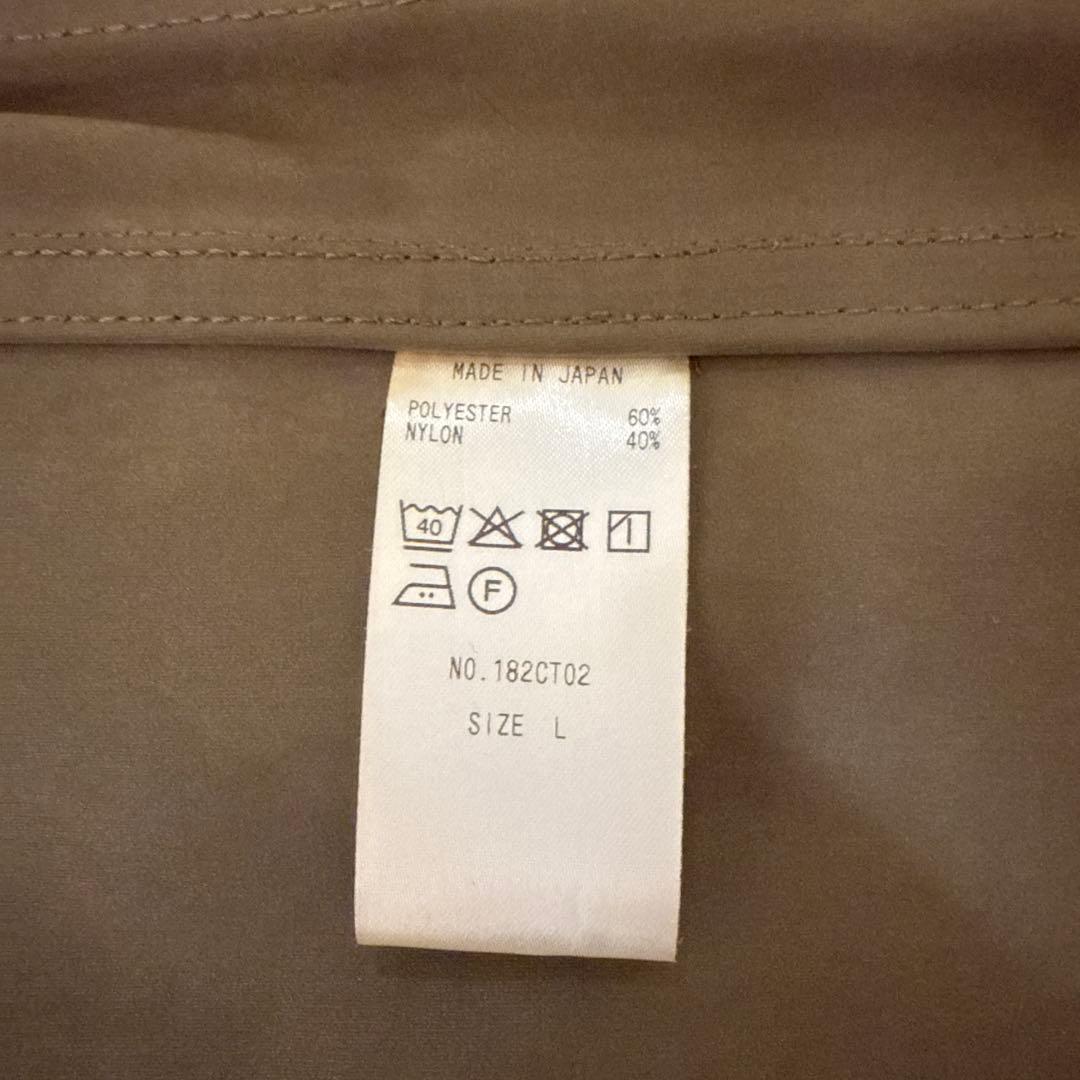 MADE IN JAPAN
POLYESTER 60%
NYLON 40%
40
F
NO.182CT02
SIZE L